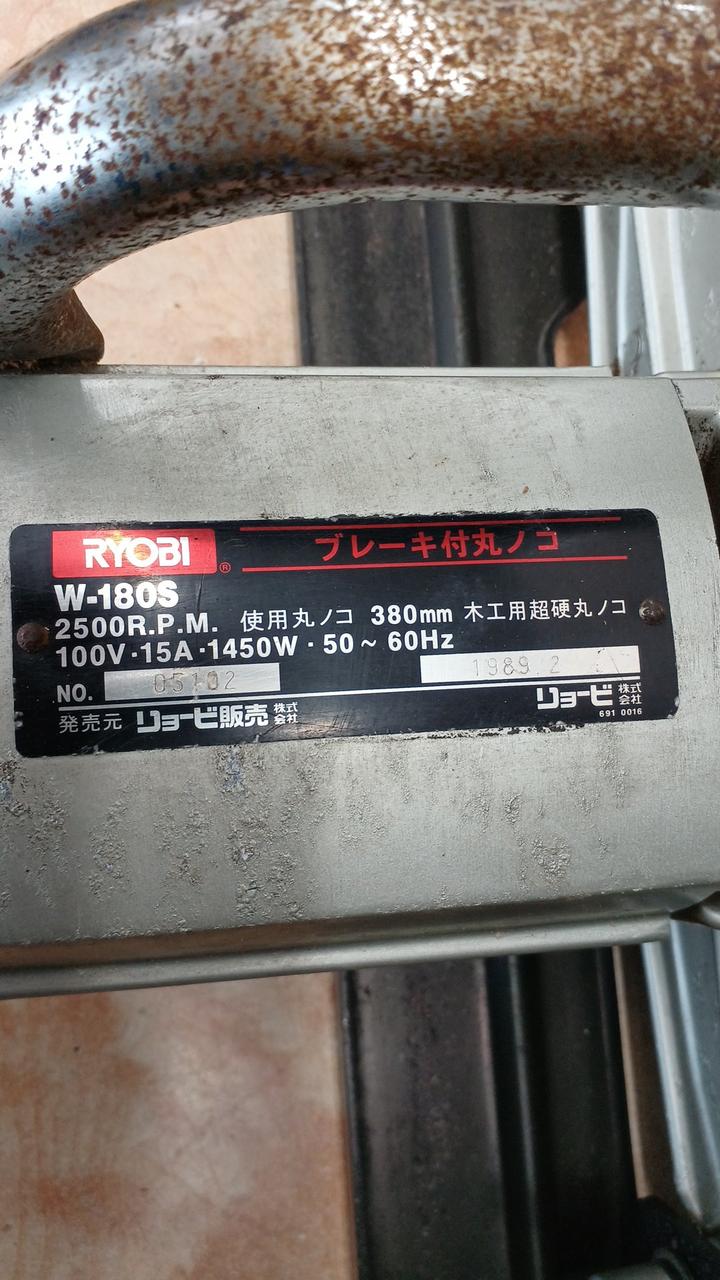 RYOBI ® ブレーキ付丸ノコ
W-180S
2500R.P.M. 使用丸ノコ 380mm 木工用超硬丸ノコ
100V·15A·1450W·50~60Hz
NO. 05102 1989.2
発売元 リョービ販売 株式会社 リョービ 株式会社
691 0016